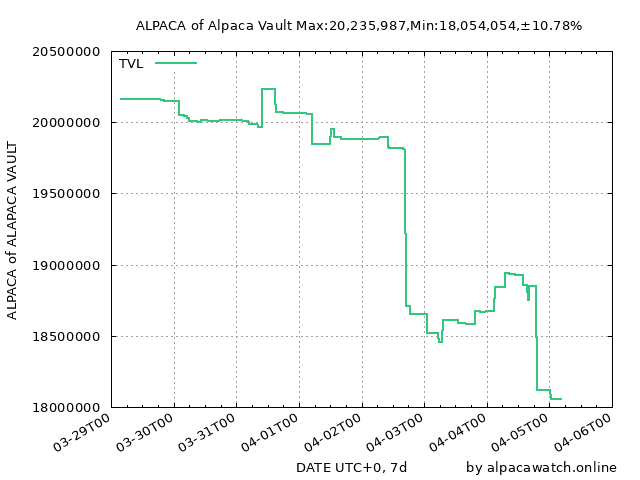 ALPACA of Alpaca Vault Max:20,235,987,Min:18,054,054,±10.78%
TVL
20500000
20000000
19500000
19000000
18500000
18000000
ALPACA of ALAPACA VAULT
03-29T00
03-30T00
03-31T00
04-01T00
04-02T00
04-03T00
04-04T00
04-05T00
04-06T00
DATE UTC+0, 7d
by alpacawatch.online